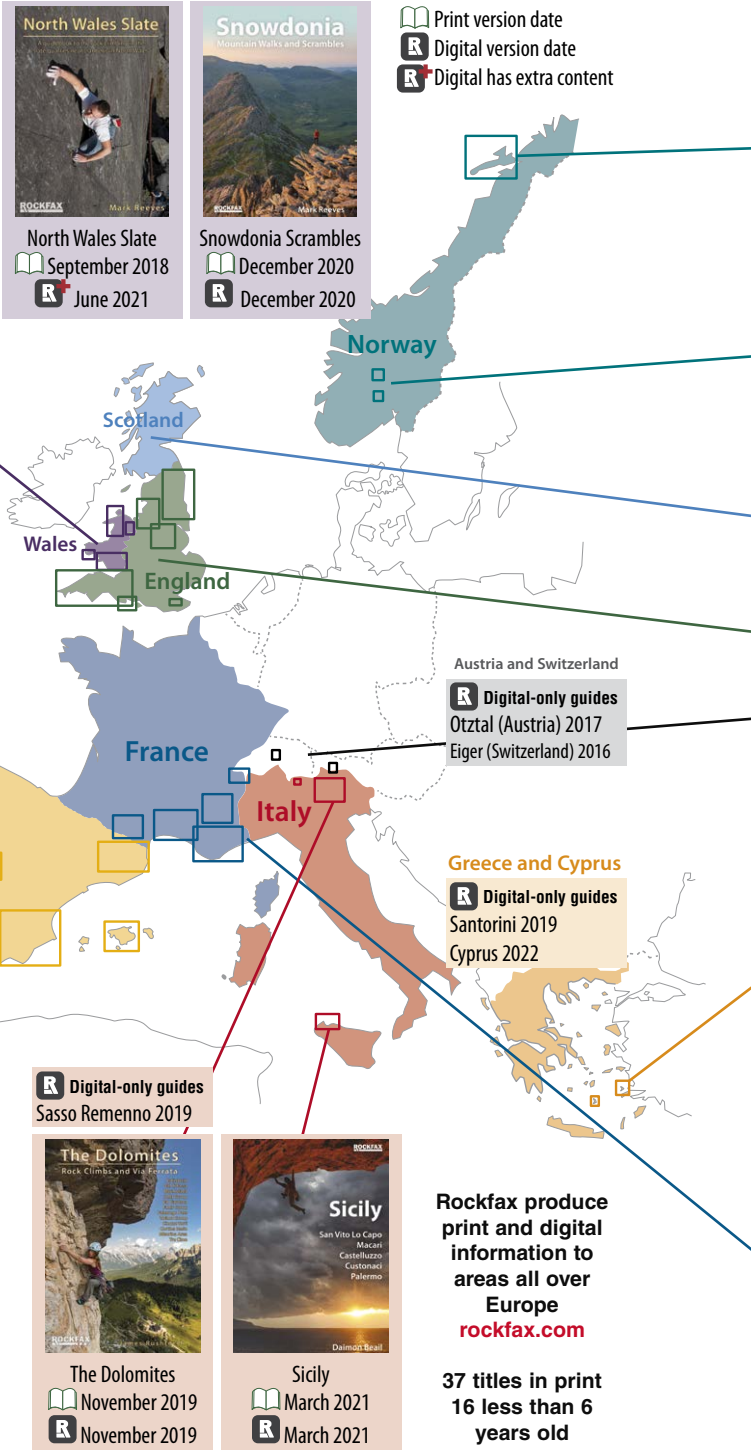 North Wales Slate
ROCKFAX
Mark Reeves
North Wales Slate
September 2018
R+ June 2021
Snowdonia
Mountain Walks and Scrambles
ROCKFAX
Mark Reeves
Snowdonia Scrambles
December 2020
R December 2020
Print version date
R Digital version date
R+ Digital has extra content
Norway
Scotland
Wales
England
France
Italy
Austria and Switzerland
R Digital-only guides
Otztal (Austria) 2017
Eiger (Switzerland) 2016
Greece and Cyprus
R Digital-only guides
Santorini 2019
Cyprus 2022
R Digital-only guides
Sasso Remenno 2019
The Dolomites
Rock Climbs and Via Ferrata
ROCKFAX
The Dolomites
November 2019
R November 2019
ROCKFAX
Sicily
San Vito Lo Capo
Macari
Castelluzzo
Custonaci
Palermo
Daimon Beail
Sicily
March 2021
R March 2021
Rockfax produce
print and digital
information to
areas all over
Europe
rockfax.com
37 titles in print
16 less than 6
years old